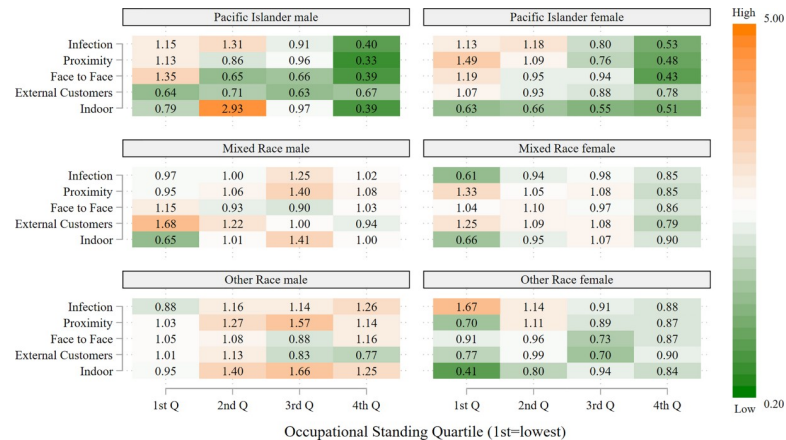 Pacific Islander male Pacific Islander female High 5.00
Infection 1.15 1.31 0.91 0.40 1.13 1.18 0.80 0.53
Proximity 1.13 0.86 0.96 0.33 1.49 1.09 0.76 0.48
Face to Face 1.35 0.65 0.66 0.39 1.19 0.95 0.94 0.43
External Customers 0.64 0.71 0.63 0.67 1.07 0.93 0.88 0.78
Indoor 0.79 2.93 0.97 0.39 0.63 0.66 0.55 0.51
Mixed Race male Mixed Race female
Infection 0.97 1.00 1.25 1.02 0.61 0.94 0.98 0.85
Proximity 0.95 1.06 1.40 1.08 1.33 1.05 1.08 0.85
Face to Face 1.15 0.93 0.90 1.03 1.04 1.10 0.97 0.86
External Customers 1.68 1.22 1.00 0.94 1.25 1.09 1.08 0.79
Indoor 0.65 1.01 1.41 1.00 0.66 0.95 1.07 0.90
Other Race male Other Race female
Infection 0.88 1.16 1.14 1.26 1.67 1.14 0.91 0.88
Proximity 1.03 1.27 1.57 1.14 0.70 1.11 0.89 0.87
Face to Face 1.05 1.08 0.88 1.16 0.91 0.96 0.73 0.87
External Customers 1.01 1.13 0.83 0.77 0.77 0.99 0.70 0.90
Indoor 0.95 1.40 1.66 1.25 0.41 0.80 0.94 0.84
Low 0.20
1st Q 2nd Q 3rd Q 4th Q 1st Q 2nd Q 3rd Q 4th Q
Occupational Standing Quartile (1st=lowest)